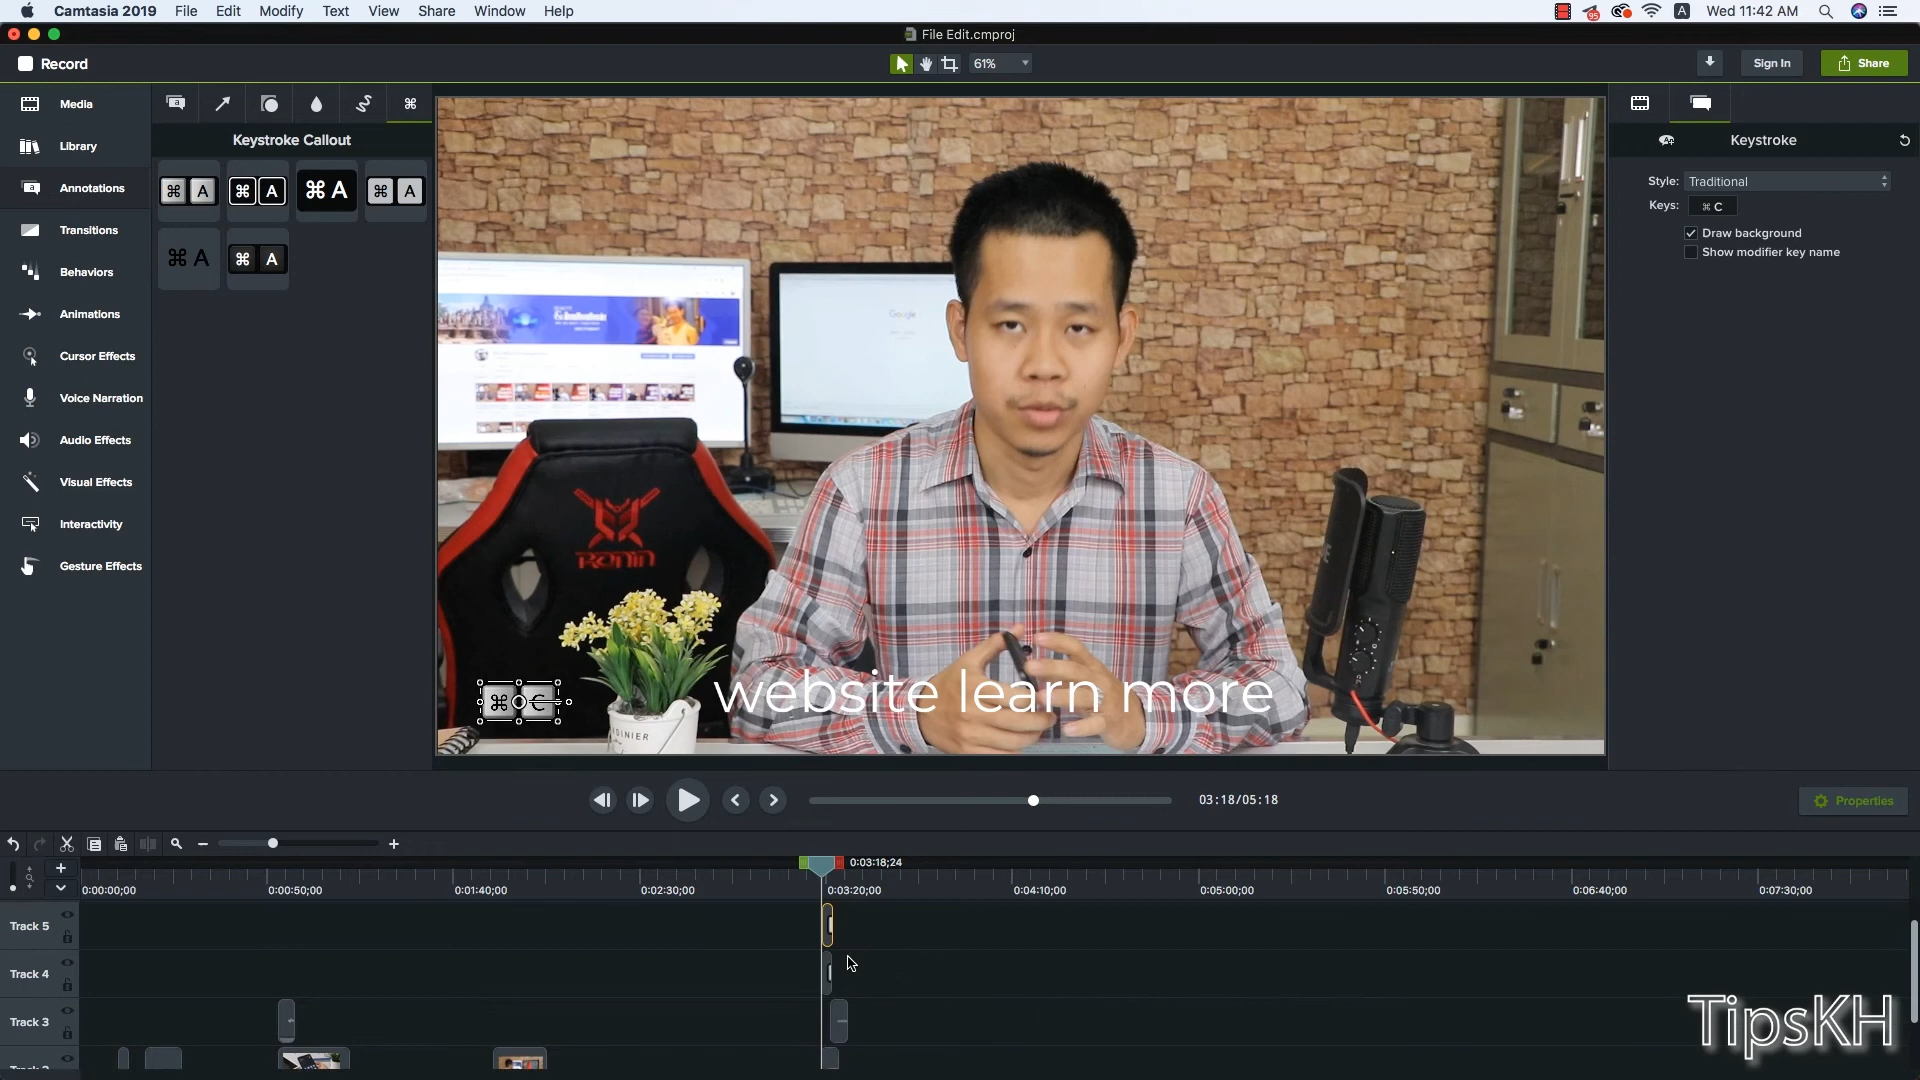 Camtasia 2019 File Edit Modify Text View Share Window Help
95 A Wed 11:42 AM
File Edit.cmproj
Record
61%
Sign In
Share
Media
Library
Annotations
Transitions
Behaviors
Animations
Cursor Effects
Voice Narration
Audio Effects
Visual Effects
Interactivity
Gesture Effects
a
⌘
Keystroke Callout
⌘ A ⌘ A ⌘ A ⌘ A
⌘ A ⌘ A
Google
RONIN
⌘ C
website learn more
Keystroke
Style: Traditional
Keys: ⌘ C
Draw background
Show modifier key name
03:18/05:18
Properties
0:03:18;24
0:00:00;00 0:00:50;00 0:01:40;00 0:02:30;00 0:03:20;00 0:04:10;00 0:05:00;00 0:05:50;00 0:06:40;00 0:07:30;00
Track 5
Track 4
Track 3
TipsKH